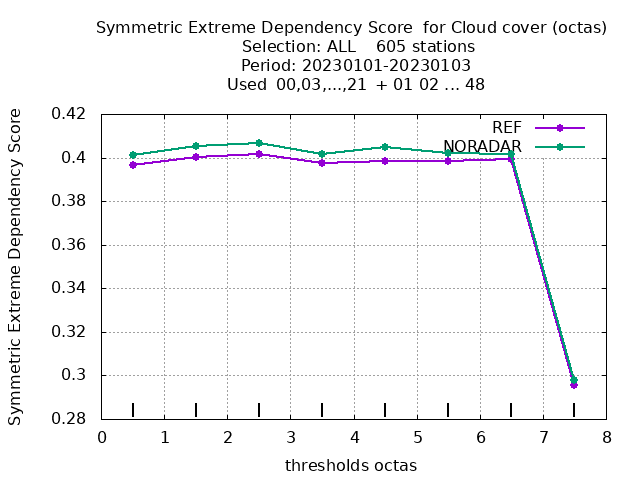 Symmetric Extreme Dependency Score for Cloud cover (octas)
Selection: ALL 605 stations
Period: 20230101-20230103
Used 00,03,...,21 + 01 02 ... 48
Symmetric Extreme Dependency Score
0.42
0.4
0.38
0.36
0.34
0.32
0.3
0.28
REF
NORADAR
0 1 2 3 4 5 6 7 8
thresholds octas